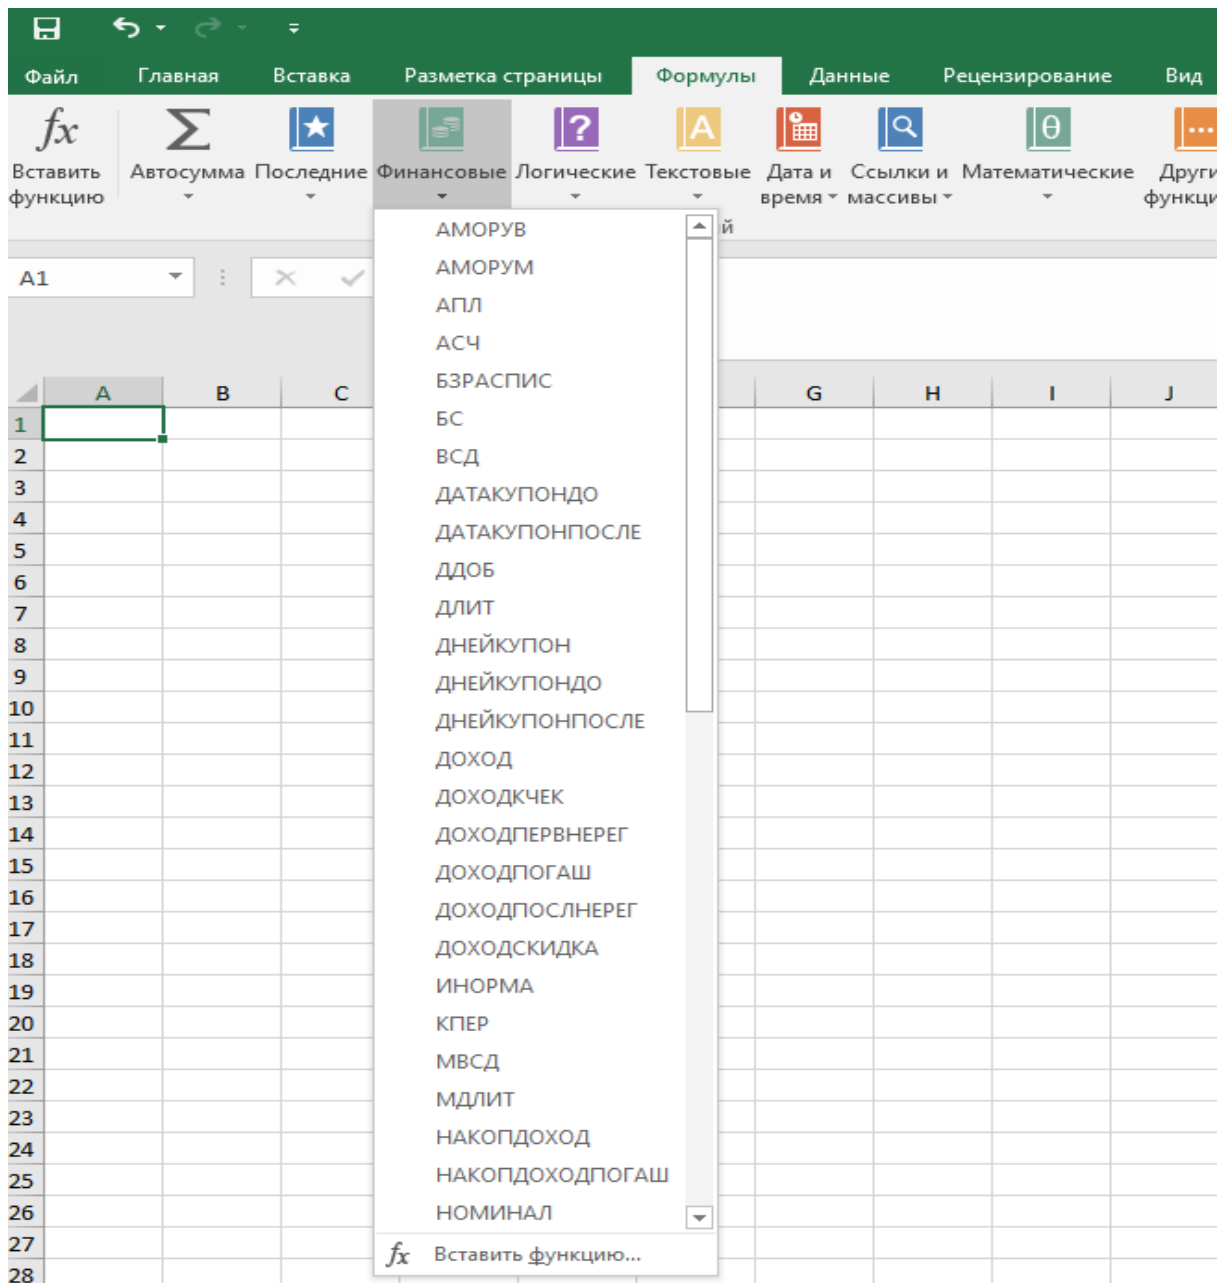 Файл Главная Вставка Разметка страницы Формулы Данные Рецензирование Вид
fx Σ ★ ? A θ ...
Вставить Автосумма Последние Финансовые Логические Текстовые Дата и Ссылки и Математические Други
функцию время массивы функци
й
A1
A B C G H I J
АМОРУВ
АМОРУМ
АПЛ
АСЧ
БЗРАСПИС
1 БС
2 ВСД
3 ДАТАКУПОНДО
4 ДАТАКУПОНПОСЛЕ
5 ДДОБ
6 ДЛИТ
7
8 ДНЕЙКУПОН
9 ДНЕЙКУПОНДО
10 ДНЕЙКУПОНПОСЛЕ
11 ДОХОД
12 ДОХОДКЧЕК
13
14 ДОХОДПЕРВНЕРЕГ
15 ДОХОДПОГАШ
16 ДОХОДПОСЛНЕРЕГ
17
18 ДОХОДСКИДКА
19 ИНОРМА
20 КПЕР
21 МВСД
22 МДЛИТ
23
24 НАКОПДОХОД
25 НАКОПДОХОДПОГАШ
26 НОМИНАЛ
27 fx Вставить функцию...
28